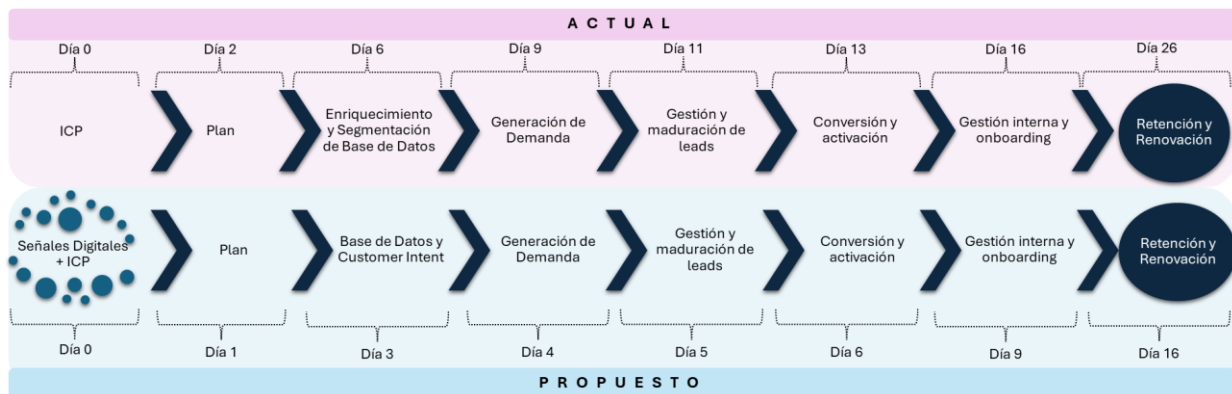 ACTUAL
Día 0
Día 2
Día 6
Día 9
Día 11
Día 13
Día 16
Día 26
ICP
Plan
Enriquecimiento
y Segmentación
de Base de Datos
Generación de
Demanda
Gestión y
maduración de
leads
Conversión y
activación
Gestión interna y
onboarding
Retención y
Renovación
Señales Digitales
+ ICP
Plan
Base de Datos y
Customer Intent
Generación de
Demanda
Gestión y
maduración de
leads
Conversión y
activación
Gestión interna y
onboarding
Retención y
Renovación
Día 0
Día 1
Día 3
Día 4
Día 5
Día 6
Día 9
Día 16
PROPUESTO